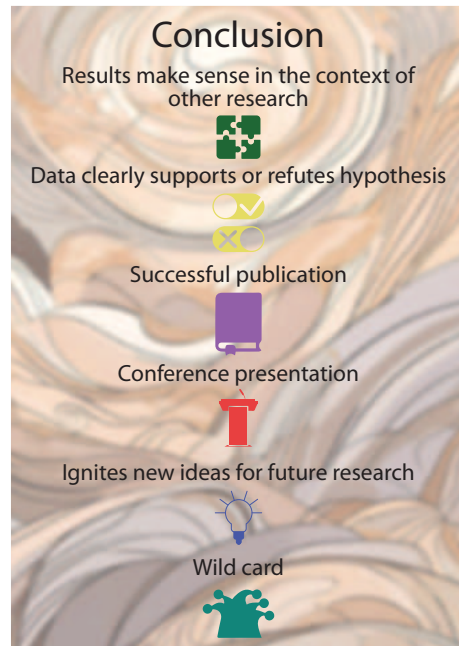 Conclusion
Results make sense in the context of
other research
Data clearly supports or refutes hypothesis
Successful publication
Conference presentation
Ignites new ideas for future research
Wild card